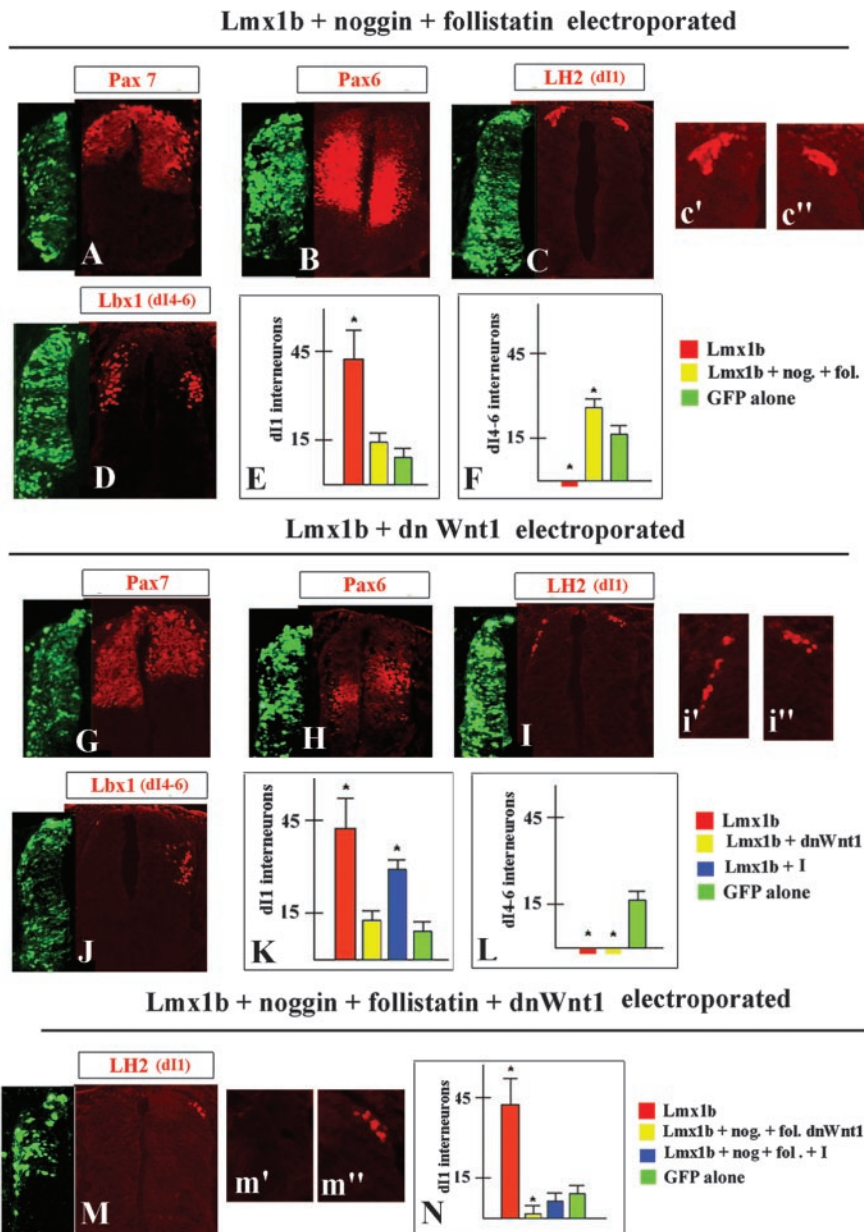 Lmx1b + noggin + follistatin electroporated
Pax 7
Pax6
LH2 (dI1)
A
B
C
c'
c"
Lbx1 (dI4-6)
D
dI1 interneurons
45
15
*
E
dI4-6 interneurons
45
15
*
*
F
Lmx1b
Lmx1b + nog. + fol.
GFP alone
Lmx1b + dn Wnt1 electroporated
Pax7
Pax6
LH2 (dI1)
G
H
I
i'
i"
Lbx1 (dI4-6)
J
dI1 interneurons
45
15
*
*
K
dI4-6 interneurons
45
15
*
*
L
Lmx1b
Lmx1b + dnWnt1
Lmx1b + I
GFP alone
Lmx1b + noggin + follistatin + dnWnt1 electroporated
LH2 (dI1)
M
m'
m"
dI1 interneurons
45
15
*
*
N
Lmx1b
Lmx1b + nog. + fol. dnWnt1
Lmx1b + nog + fol . + I
GFP alone